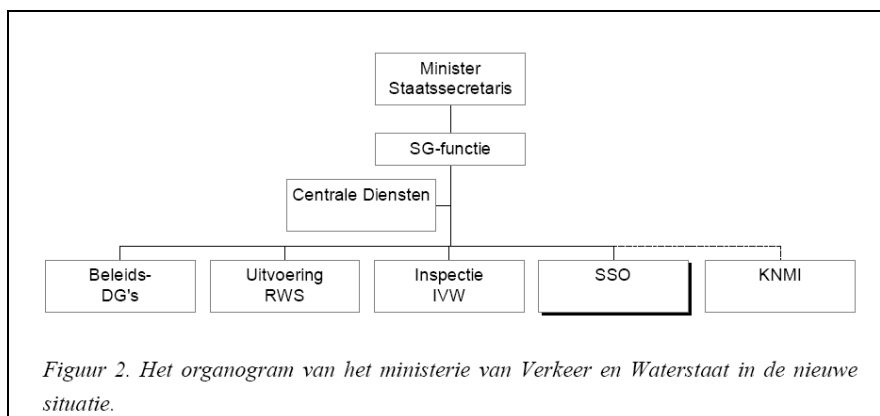 Minister
Staatssecretaris
SG-functie
Centrale Diensten
Beleids-
DG's
Uitvoering
RWS
Inspectie
IVW
SSO
KNMI
Figuur 2. Het organogram van het ministerie van Verkeer en Waterstaat in de nieuwe
situatie.